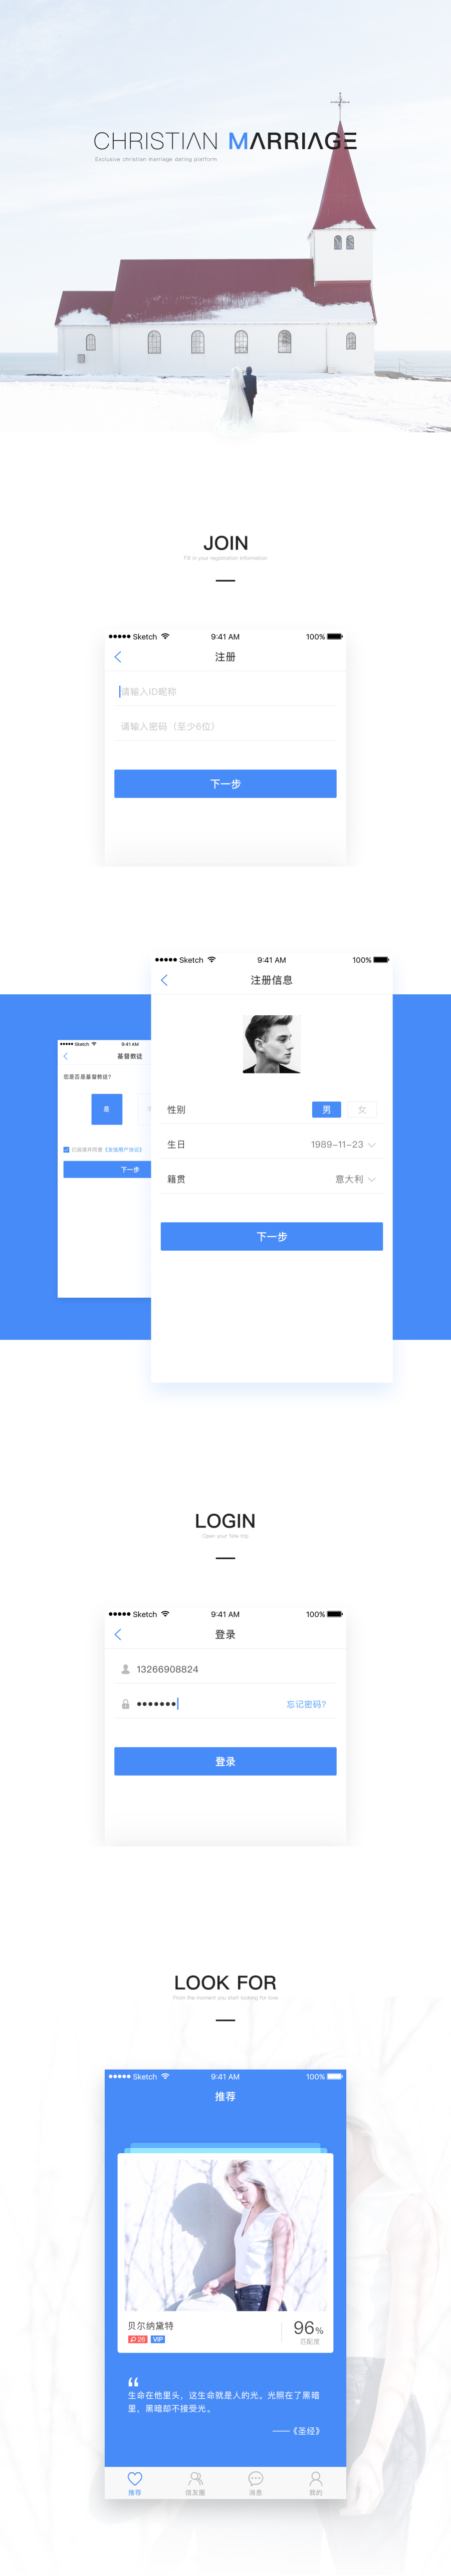 CHRISTIAN MARRIAGE
Exclusive christian marriage dating platform
JOIN
Fill in your registration information
Sketch 9:41 AM 100%
注册
请输入ID昵称
请输入密码（至少6位）
下一步
Sketch 9:41 AM 100%
注册信息
Sketch 9:41 AM
基督教徒
您是否是基督教徒?
是
已阅读并同意
下一步
性别 男 女
生日 1989-11-23
籍贯 意大利
下一步
LOGIN
Open your fate trip
Sketch 9:41 AM 100%
登录
13266908824
忘记密码?
登录
LOOK FOR
From the moment you start looking for love
Sketch 9:41 AM 100%
推荐
贝尔纳黛特
26 VIP
96%
匹配度
“
生命在他里头，这生命就是人的光。光照在了黑暗
里，黑暗却不接受光。
——《圣经》
推荐 信友圈 消息 我的